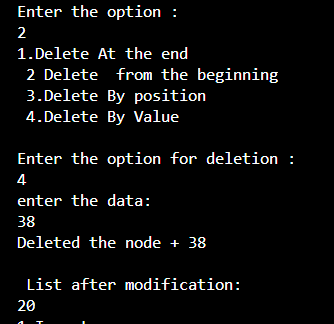 Enter the option :
2
1.Delete At the end
2 Delete  from the beginning
3.Delete By position
4.Delete By Value
Enter the option for deletion :
4
enter the data:
38
Deleted the node + 38
List after modification:
20